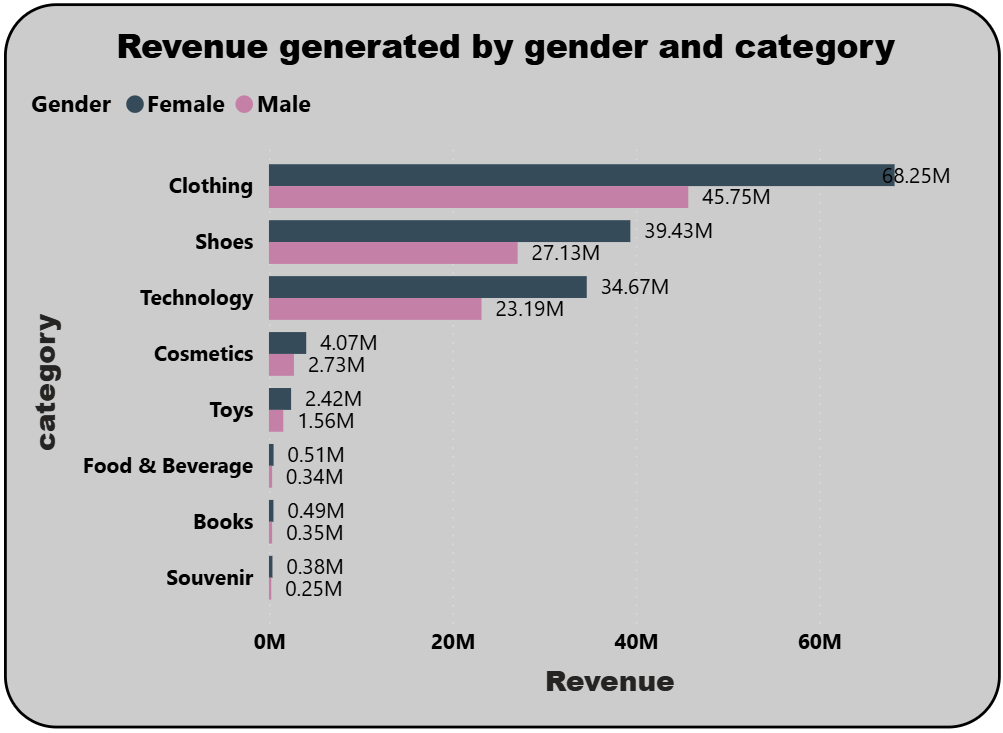 Revenue generated by gender and category
Gender Female Male
Clothing
68.25M
45.75M
Shoes
39.43M
27.13M
Technology
34.67M
23.19M
Cosmetics
4.07M
2.73M
Toys
2.42M
1.56M
Food & Beverage
0.51M
0.34M
Books
0.49M
0.35M
Souvenir
0.38M
0.25M
category
0M 20M 40M 60M
Revenue